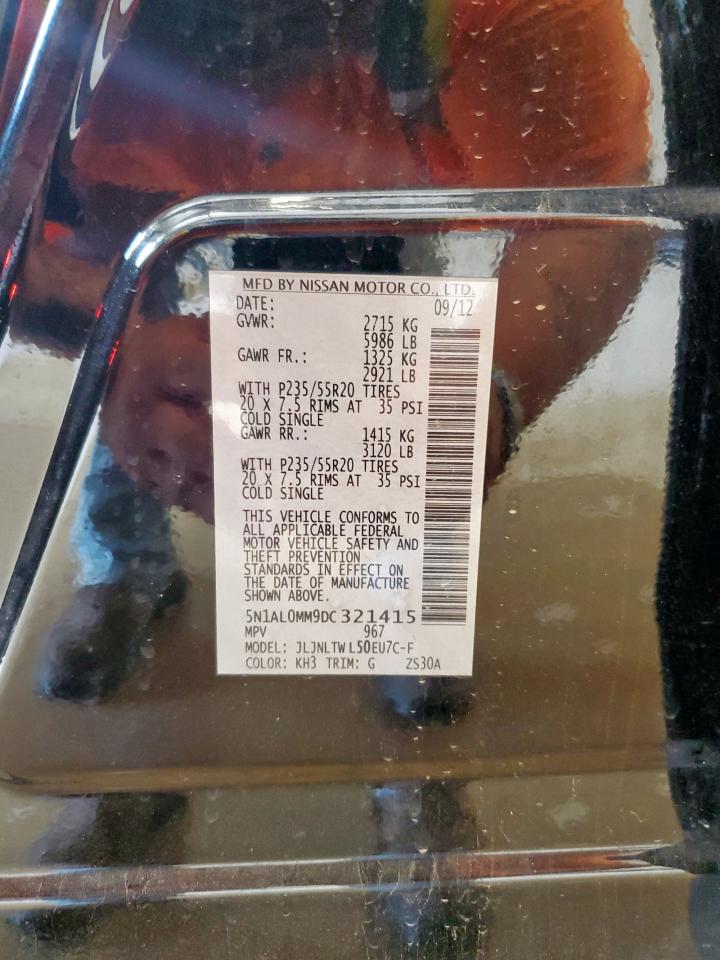 MFD BY NISSAN MOTOR CO., LTD.
DATE: 09/12
GVWR: 2715 KG
5986 LB
GAWR FR.: 1325 KG
2921 LB
WITH P235/55R20 TIRES
20 X 7.5 RIMS AT 35 PSI
COLD SINGLE
GAWR RR.: 1415 KG
3120 LB
WITH P235/55R20 TIRES
20 X 7.5 RIMS AT 35 PSI
COLD SINGLE
THIS VEHICLE CONFORMS TO
ALL APPLICABLE FEDERAL
MOTOR VEHICLE SAFETY AND
THEFT PREVENTION
STANDARDS IN EFFECT ON
THE DATE OF MANUFACTURE
SHOWN ABOVE.
5N1AL0MM9DC321415
MPV 967
MODEL: JLJNLTWL50EU7C-F
COLOR: KH3 TRIM: G ZS30A